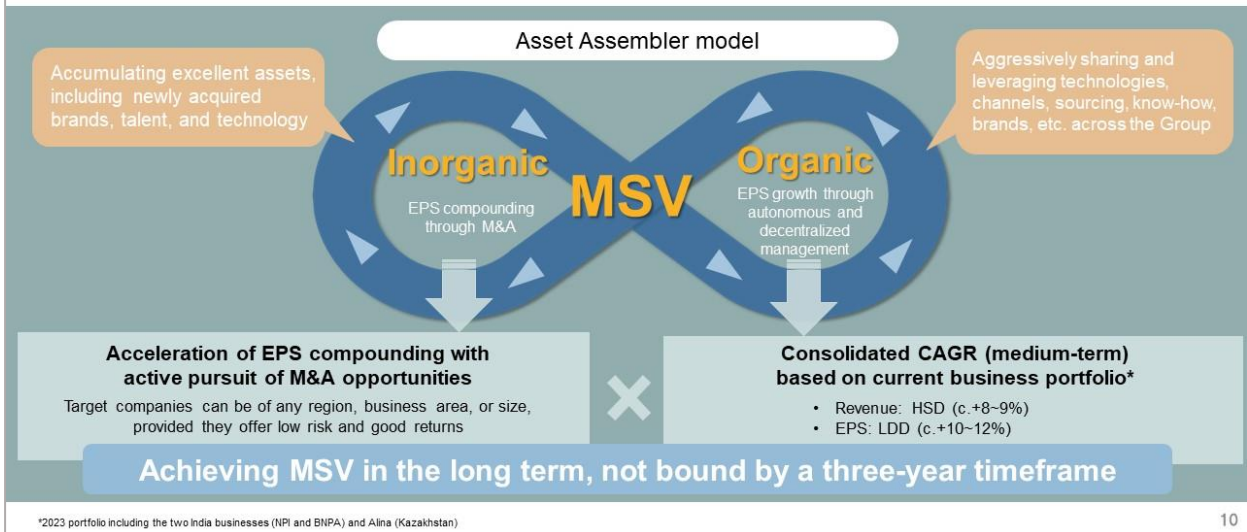 Asset Assembler model
Accumulating excellent assets,
including newly acquired
brands, talent, and technology
Aggressively sharing and
leveraging technologies,
channels, sourcing, know-how,
brands, etc. across the Group
Inorganic
EPS compounding
through M&A
MSV
Organic
EPS growth through
autonomous and
decentralized
management
Acceleration of EPS compounding with
active pursuit of M&A opportunities
Target companies can be of any region, business area, or size,
provided they offer low risk and good returns
×
Consolidated CAGR (medium-term)
based on current business portfolio*
• Revenue: HSD (c.+8~9%)
• EPS: LDD (c.+10~12%)
Achieving MSV in the long term, not bound by a three-year timeframe
*2023 portfolio including the two India businesses (NPI and BNPA) and Alina (Kazakhstan)
10